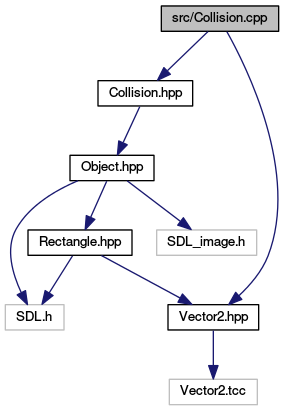 src/Collision.cpp
Collision.hpp
Object.hpp
Rectangle.hpp
SDL_image.h
SDL.h
Vector2.hpp
Vector2.tcc